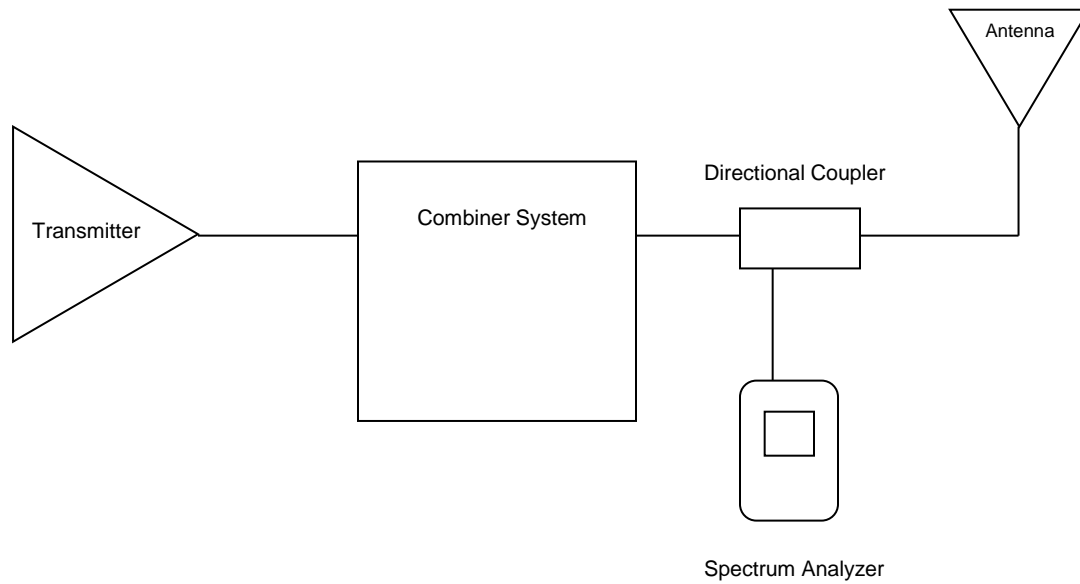 Antenna
Directional Coupler
Transmitter
Combiner System
Spectrum Analyzer